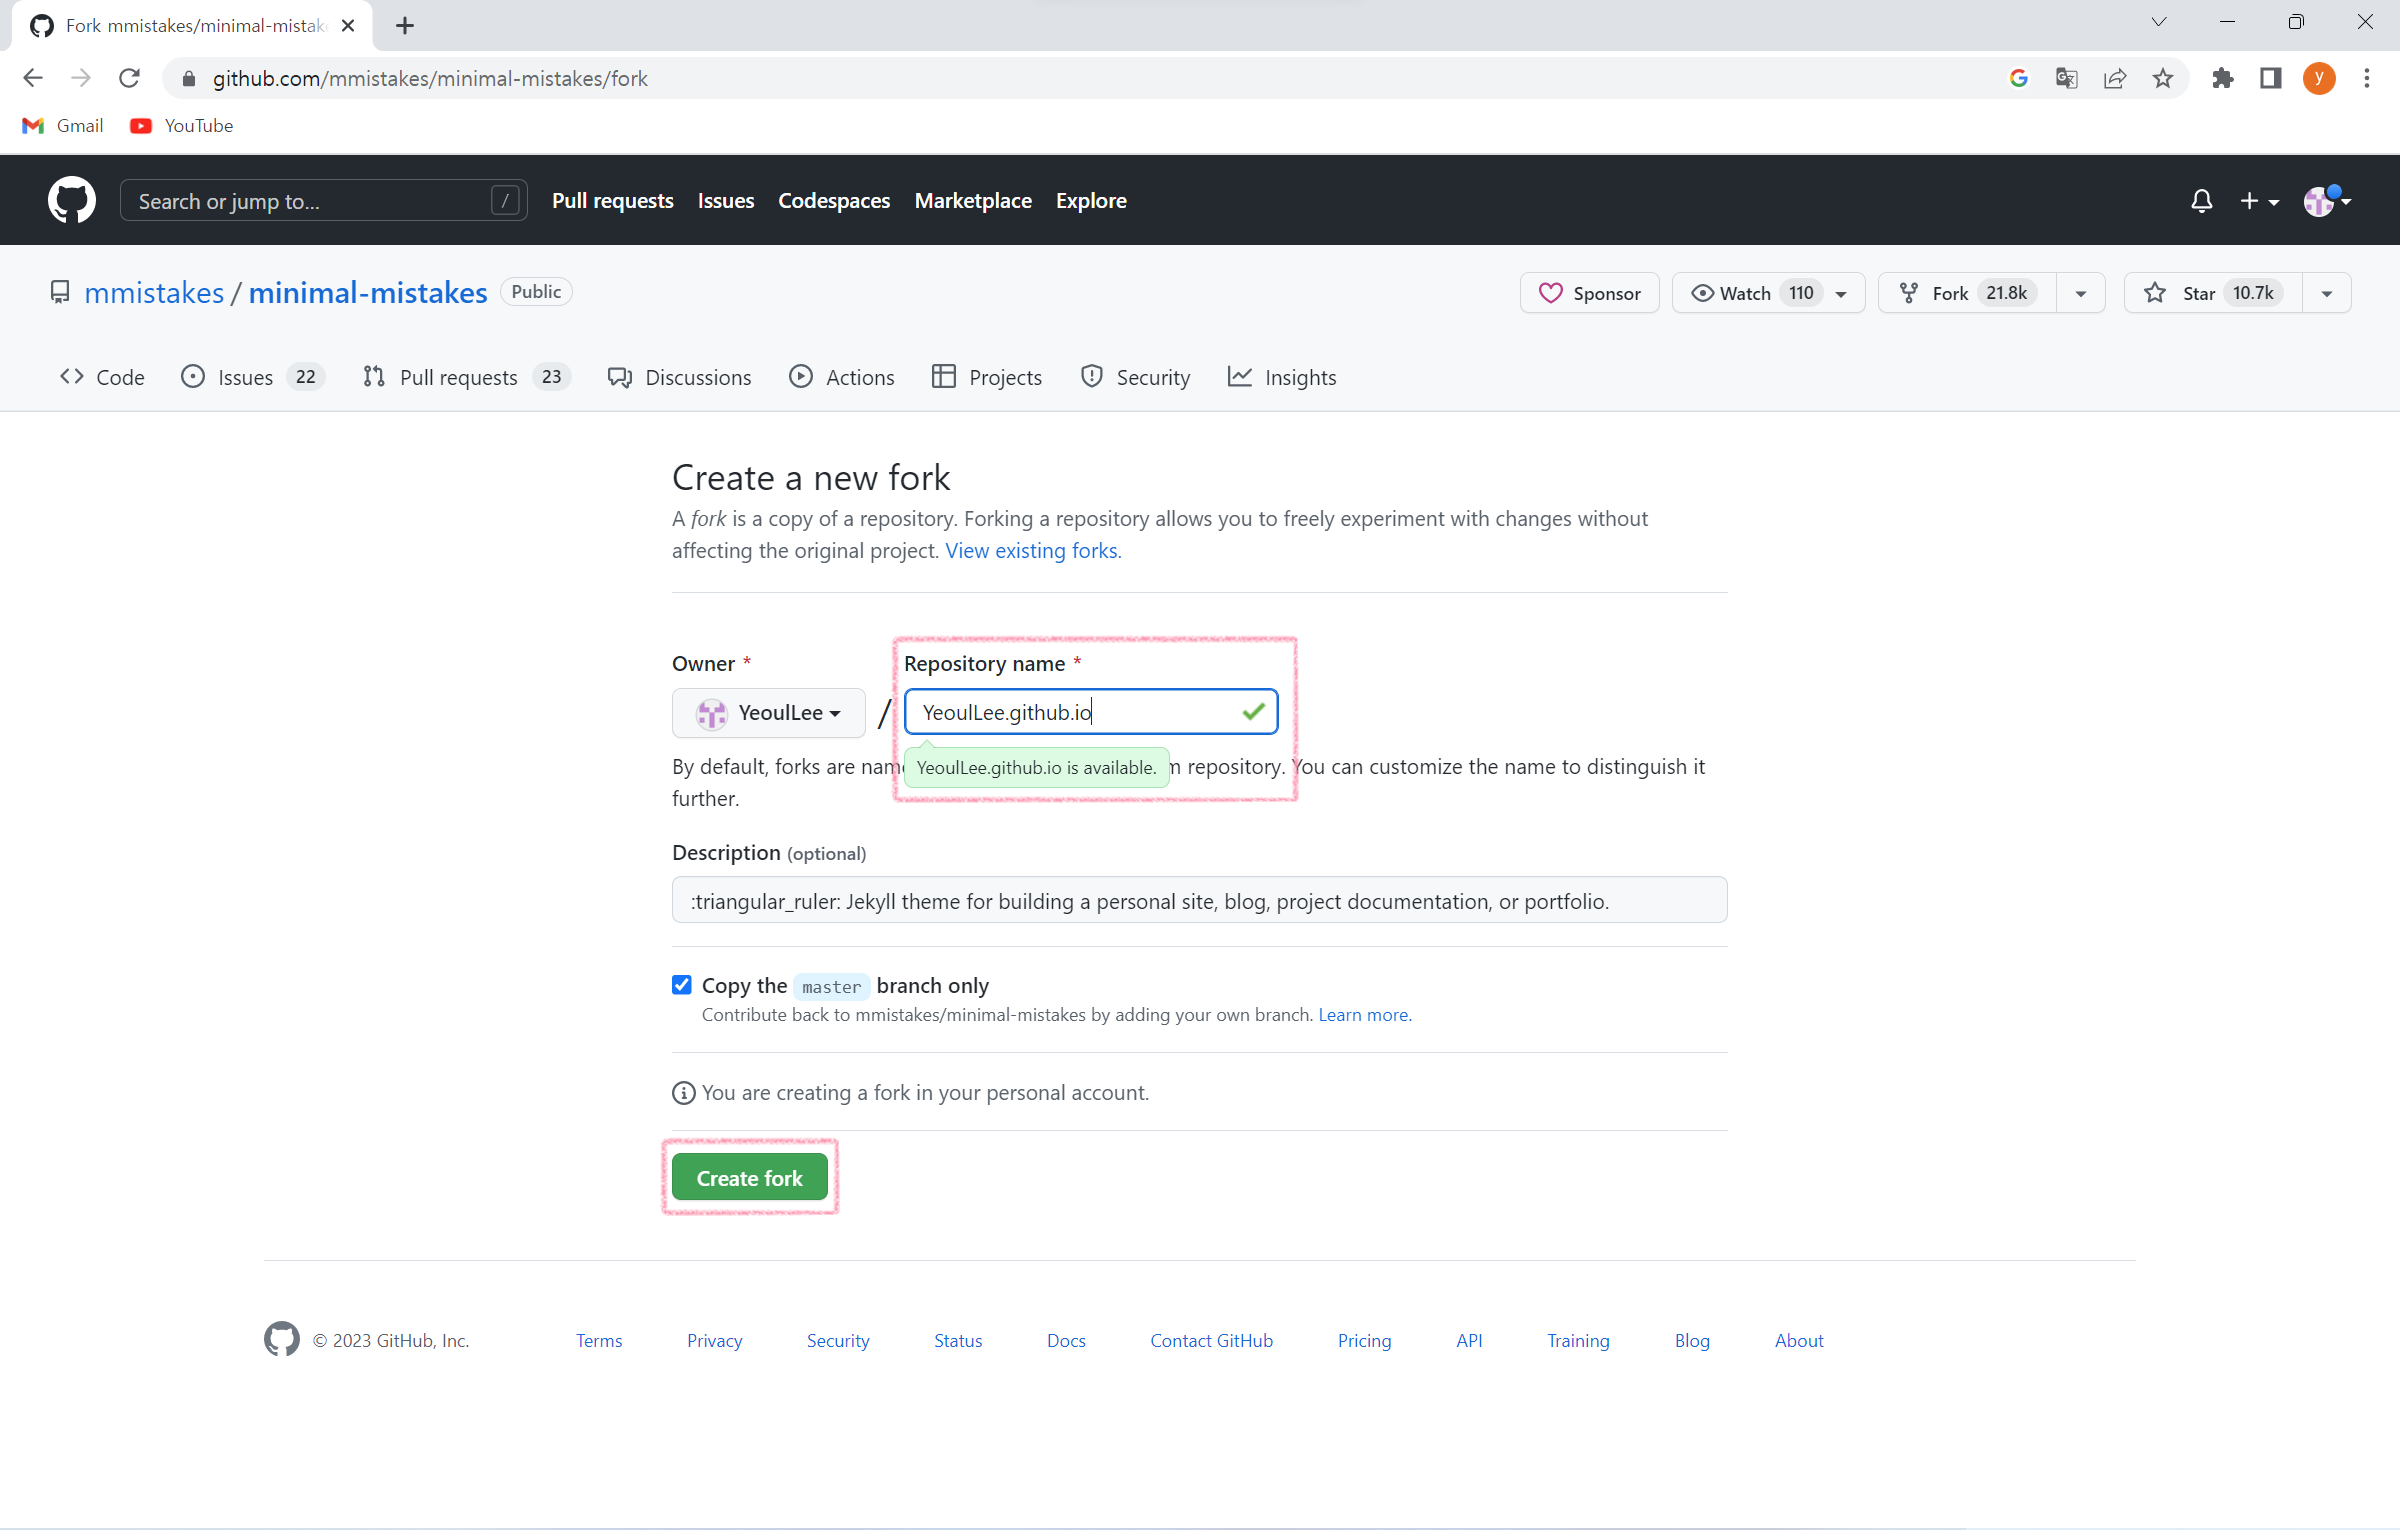 Fork mmistakes/minimal-mistake
github.com/mmistakes/minimal-mistakes/fork
y
Gmail YouTube
Search or jump to... / Pull requests Issues Codespaces Marketplace Explore
mmistakes / minimal-mistakes Public Sponsor Watch 110 Fork 21.8k Star 10.7k
Code Issues 22 Pull requests 23 Discussions Actions Projects Security Insights
Create a new fork
A fork is a copy of a repository. Forking a repository allows you to freely experiment with changes without
affecting the original project. View existing forks.
Owner * Repository name *
YeoulLee / YeoulLee.github.io
YeoulLee.github.io is available.
By default, forks are nam m repository. You can customize the name to distinguish it
further.
Description (optional)
:triangular_ruler: Jekyll theme for building a personal site, blog, project documentation, or portfolio.
Copy the master branch only
Contribute back to mmistakes/minimal-mistakes by adding your own branch. Learn more.
You are creating a fork in your personal account.
Create fork
© 2023 GitHub, Inc. Terms Privacy Security Status Docs Contact GitHub Pricing API Training Blog About